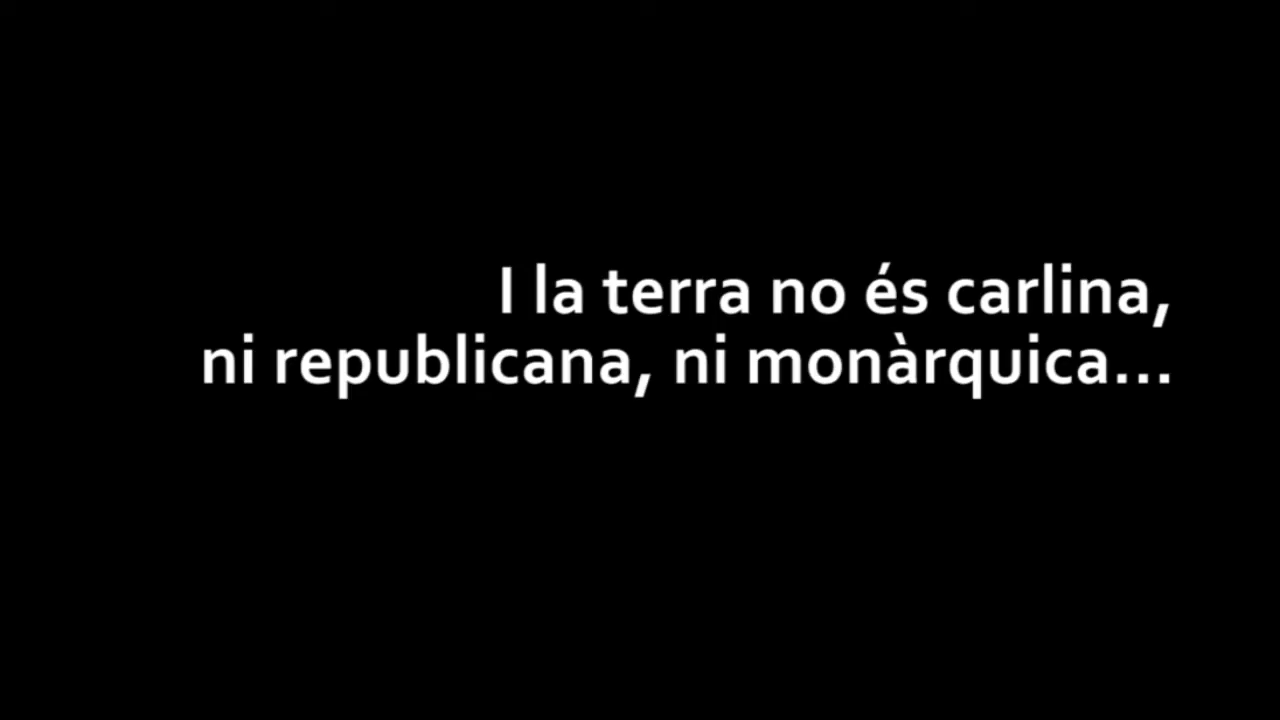 I la terra no és carlina,
ni republicana, ni monàrquica...